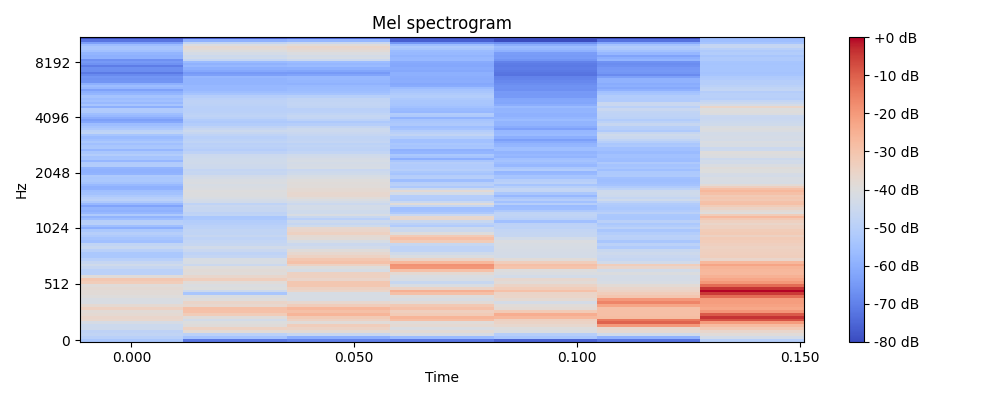 Mel spectrogram
Hz
8192
4096
2048
1024
512
0
0.000
0.050
0.100
0.150
Time
+0 dB
-10 dB
-20 dB
-30 dB
-40 dB
-50 dB
-60 dB
-70 dB
-80 dB